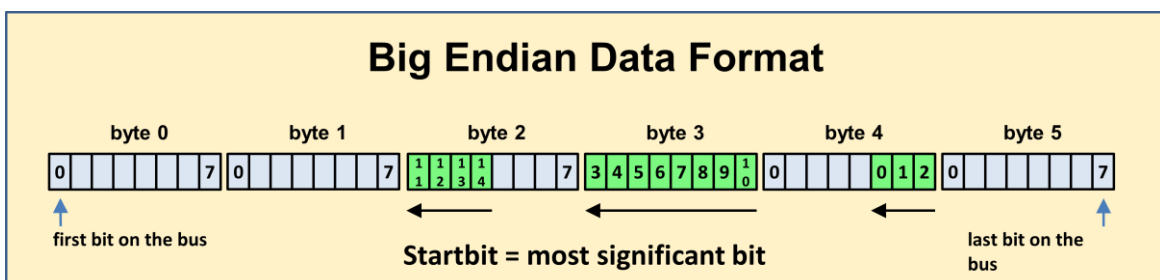 Big Endian Data Format
byte 0 byte 1 byte 2 byte 3 byte 4 byte 5
0 7 0 7 11 12 13 14 7 3 4 5 6 7 8 9 10 0 0 1 2 0 7
first bit on the bus
Startbit = most significant bit
last bit on the
bus